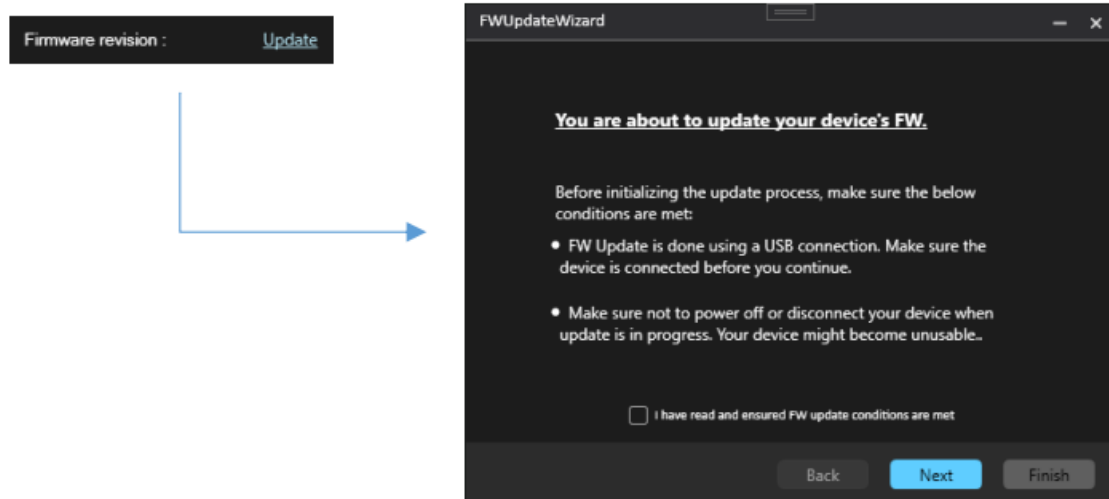 Firmware revision : Update
FWUpdateWizard
You are about to update your device's FW.
Before initializing the update process, make sure the below
conditions are met:
• FW Update is done using a USB connection. Make sure the
device is connected before you continue.
• Make sure not to power off or disconnect your device when
update is in progress. Your device might become unusable..
I have read and ensured FW update conditions are met
Back Next Finish